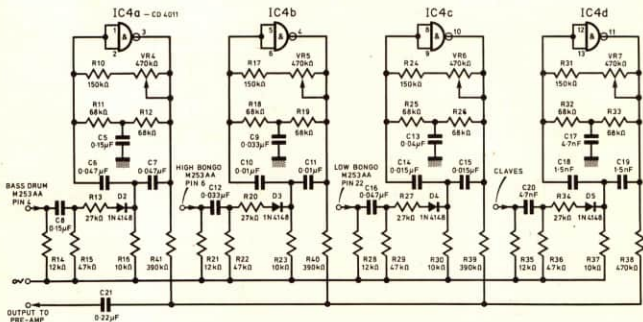 IC4a - CD 4011
IC4b
IC4c
IC4d
1
2
&
3
5
6
&
4
8
9
&
10
12
13
&
11
R10
150kΩ
VR4
470kΩ
R17
150kΩ
VR5
470kΩ
R24
150kΩ
VR6
470kΩ
R31
150kΩ
VR7
470kΩ
R11
68kΩ
R12
68kΩ
R18
68kΩ
R19
68kΩ
R25
68kΩ
R26
68kΩ
R32
68kΩ
R33
68kΩ
C5
0·15µF
C9
0·033µF
C13
0·04µF
C17
4·7nF
C6
0·047µF
C7
0·047µF
C10
0·01µF
C11
0·01µF
C14
0·015µF
C15
0·015µF
C18
1·5nF
C19
1·5nF
BASS DRUM
M253AA
PIN 4
HIGH BONGO
M253AA
PIN 6
LOW BONGO
M253AA
PIN 22
CLAVES
C8
0·15µF
R13
27kΩ
D2
1N4148
C12
0·033µF
R20
27kΩ
D3
1N4148
C16
0·047µF
R27
27kΩ
D4
1N4148
C20
4·7nF
R34
27kΩ
D5
1N4148
R14
12kΩ
R15
47kΩ
R16
10kΩ
R41
390kΩ
R21
12kΩ
R22
47kΩ
R23
10kΩ
R40
390kΩ
R28
12kΩ
R29
47kΩ
R30
10kΩ
R39
390kΩ
R35
12kΩ
R36
47kΩ
R37
10kΩ
R38
470kΩ
OUTPUT TO
PRE-AMP
C21
0·22µF